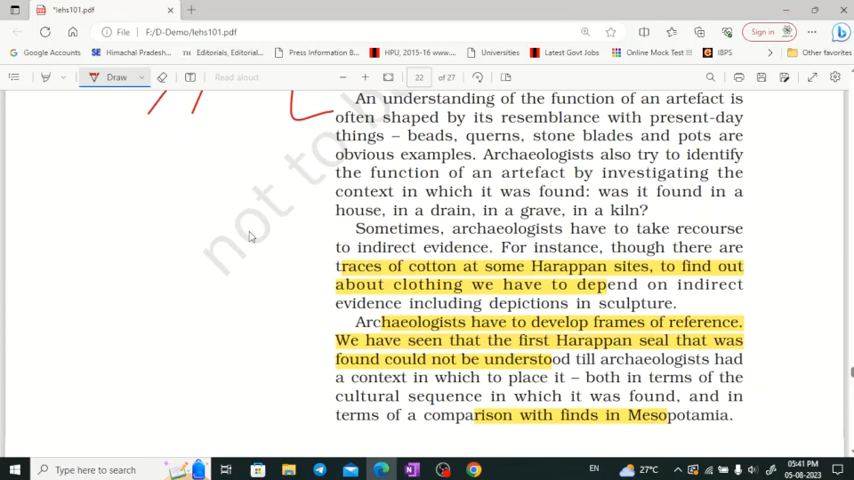 *lehs101.pdf
File
F:/D-Demo/lehs101.pdf
Sign in
Google Accounts
Himachal Pradesh...
Editorials, Editorial...
Press Information B...
HPU, 2015-16 www....
Universities
Latest Govt Jobs
Online Mock Test !!!
IBPS
Other favorites
Draw
Read aloud
22
of 27
not to b
An understanding of the function of an artefact is
often shaped by its resemblance with present-day
things – beads, querns, stone blades and pots are
obvious examples. Archaeologists also try to identify
the function of an artefact by investigating the
context in which it was found: was it found in a
house, in a drain, in a grave, in a kiln?
Sometimes, archaeologists have to take recourse
to indirect evidence. For instance, though there are
traces of cotton at some Harappan sites, to find out
about clothing we have to depend on indirect
evidence including depictions in sculpture.
Archaeologists have to develop frames of reference.
We have seen that the first Harappan seal that was
found could not be understood till archaeologists had
a context in which to place it – both in terms of the
cultural sequence in which it was found, and in
terms of a comparison with finds in Mesopotamia.
Type here to search
EN
27°C
05:41 PM
05-08-2023